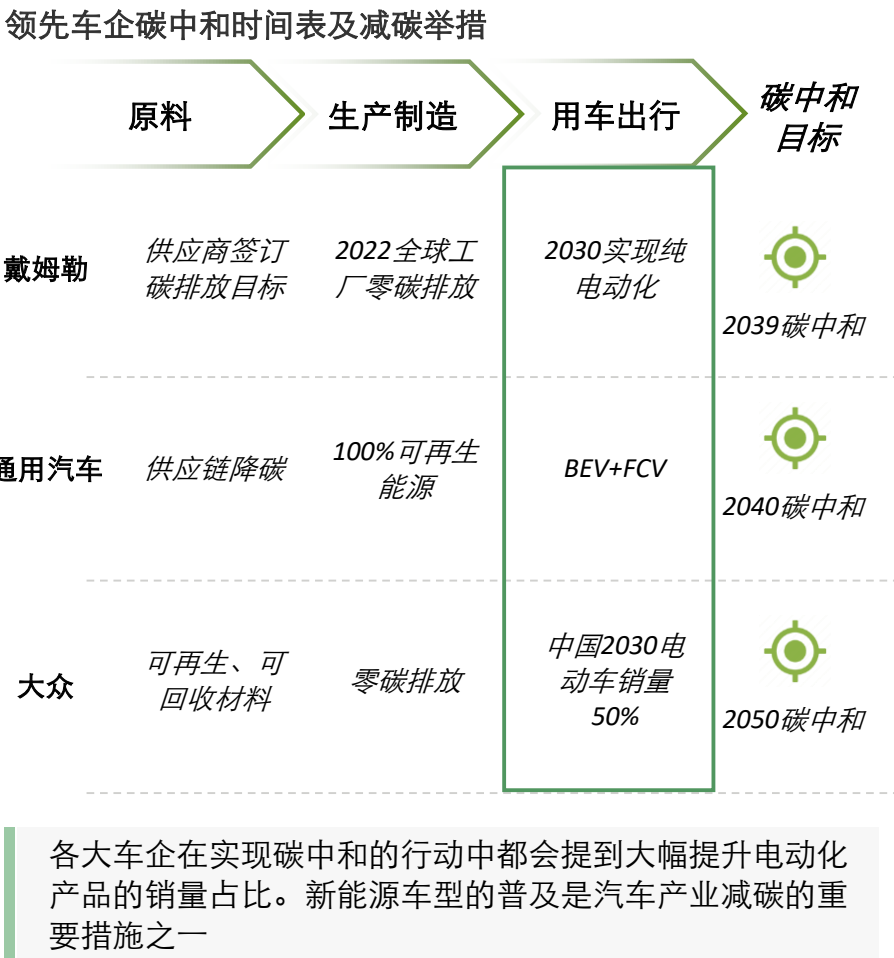 领先车企碳中和时间表及减碳举措
原料
生产制造
用车出行
碳中和
目标
戴姆勒
供应商签订
碳排放目标
2022全球工
厂零碳排放
2030实现纯
电动化
2039碳中和
通用汽车
供应链降碳
100%可再生
能源
BEV+FCV
2040碳中和
大众
可再生、可
回收材料
零碳排放
中国2030电
动车销量
50%
2050碳中和
各大车企在实现碳中和的行动中都会提到大幅提升电动化
产品的销量占比。新能源车型的普及是汽车产业减碳的重
要措施之一